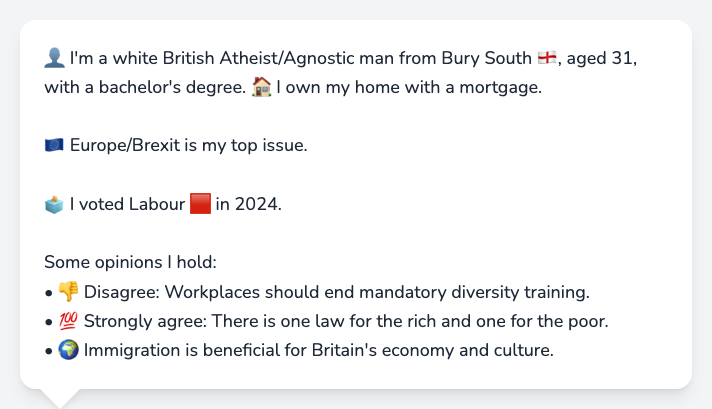 👤 I'm a white British Atheist/Agnostic man from Bury South 🏴󠁧󠁢󠁥󠁮󠁧󠁿, aged 31,
with a bachelor's degree. 🏠 I own my home with a mortgage.
🇪🇺 Europe/Brexit is my top issue.
🗳️ I voted Labour 🟥 in 2024.
Some opinions I hold:
• 👎 Disagree: Workplaces should end mandatory diversity training.
• 💯 Strongly agree: There is one law for the rich and one for the poor.
• 🌍 Immigration is beneficial for Britain's economy and culture.